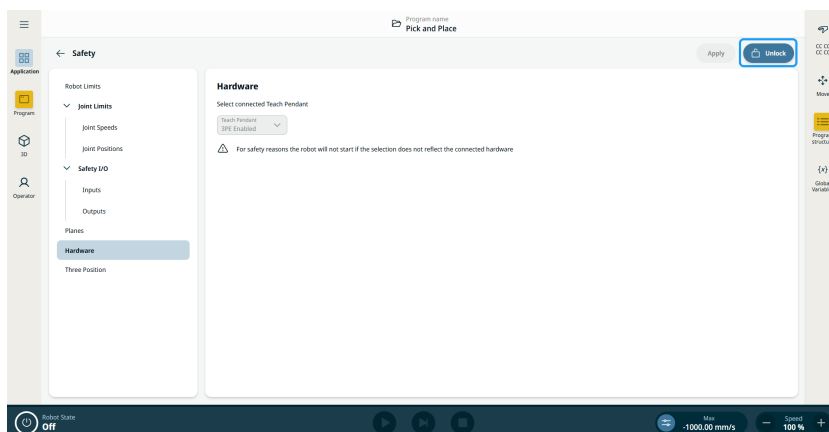 Program name
Pick and Place
Safety
Apply
Unlock
Application
Program
3D
Operator
Robot Limits
Joint Limits
Joint Speeds
Joint Positions
Safety I/O
Inputs
Outputs
Planes
Hardware
Three Position
Hardware
Select connected Teach Pendant
Teach Pendant
3PE Enabled
For safety reasons the robot will not start if the selection does not reflect the connected hardware
Move
{x}
Robot State
Off
Max
-1000.00 mm/s
Speed
100 %